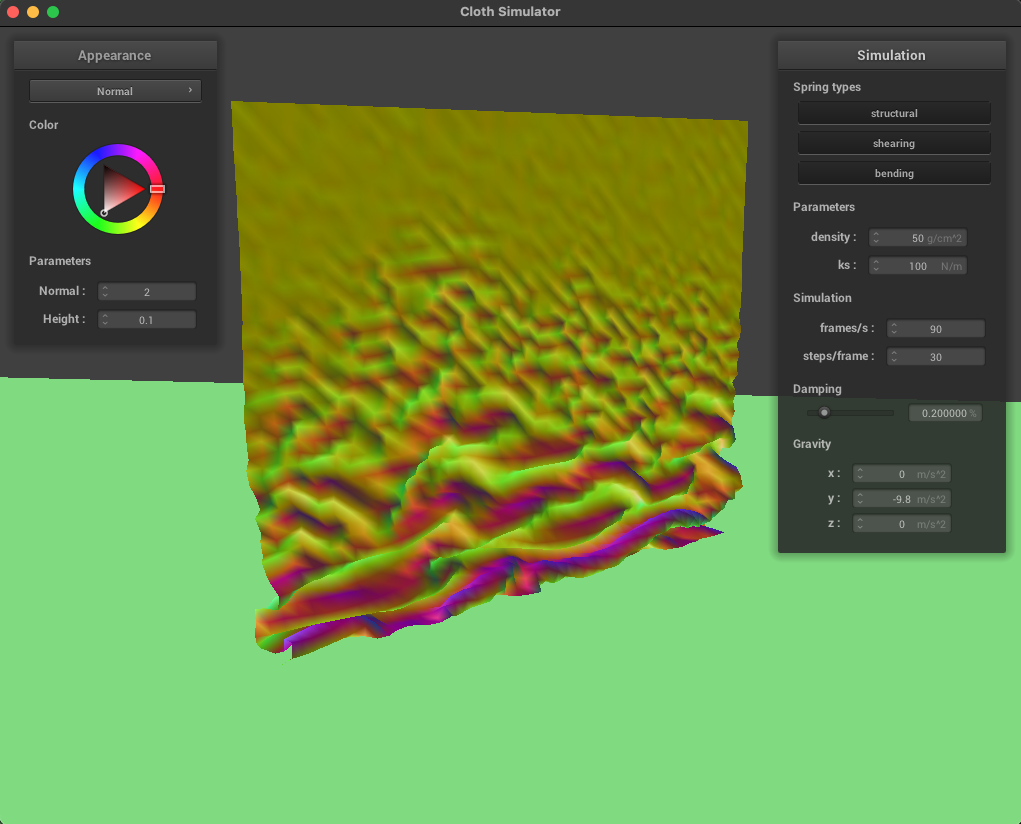 Cloth Simulator
Appearance
Normal
Color
Parameters
Normal : 2
Height : 0.1
Simulation
Spring types
structural
shearing
bending
Parameters
density : 50 g/cm^2
ks : 100 N/m
Simulation
frames/s : 90
steps/frame : 30
Damping
0.200000 %
Gravity
x : 0 m/s^2
y : -9.8 m/s^2
z : 0 m/s^2